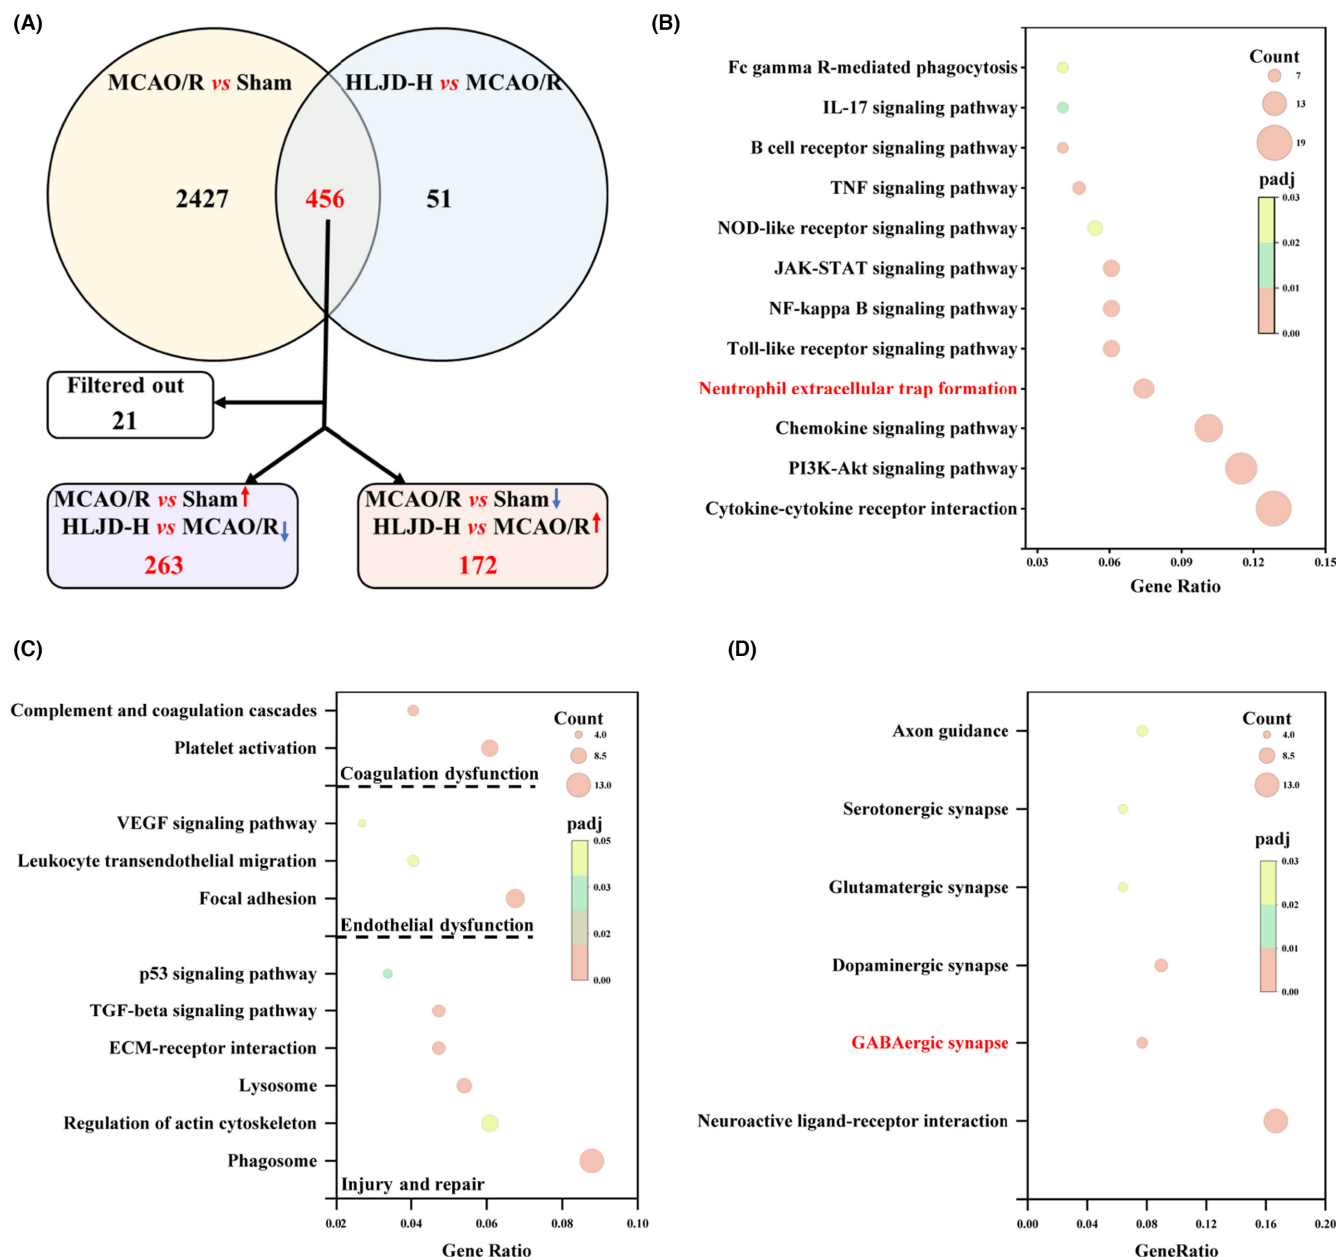 (A)
MCAO/R vs Sham
HLJD-H vs MCAO/R
2427
456
51
Filtered out
21
MCAO/R vs Sham↑
HLJD-H vs MCAO/R↓
263
MCAO/R vs Sham↓
HLJD-H vs MCAO/R↑
172
(B)
Fc gamma R-mediated phagocytosis
IL-17 signaling pathway
B cell receptor signaling pathway
TNF signaling pathway
NOD-like receptor signaling pathway
JAK-STAT signaling pathway
NF-kappa B signaling pathway
Toll-like receptor signaling pathway
Neutrophil extracellular trap formation
Chemokine signaling pathway
PI3K-Akt signaling pathway
Cytokine-cytokine receptor interaction
Count
7
13
19
padj
0.03
0.02
0.01
0.00
0.03 0.06 0.09 0.12 0.15
Gene Ratio
(C)
Complement and coagulation cascades
Platelet activation
Coagulation dysfunction
VEGF signaling pathway
Leukocyte transendothelial migration
Focal adhesion
Endothelial dysfunction
p53 signaling pathway
TGF-beta signaling pathway
ECM-receptor interaction
Lysosome
Regulation of actin cytoskeleton
Phagosome
Injury and repair
Count
4.0
8.5
13.0
padj
0.05
0.03
0.02
0.00
0.02 0.04 0.06 0.08 0.10
Gene Ratio
(D)
Axon guidance
Serotonergic synapse
Glutamatergic synapse
Dopaminergic synapse
GABAergic synapse
Neuroactive ligand-receptor interaction
Count
4.0
8.5
13.0
padj
0.03
0.02
0.01
0.00
0.00 0.04 0.08 0.12 0.16 0.20
GeneRatio